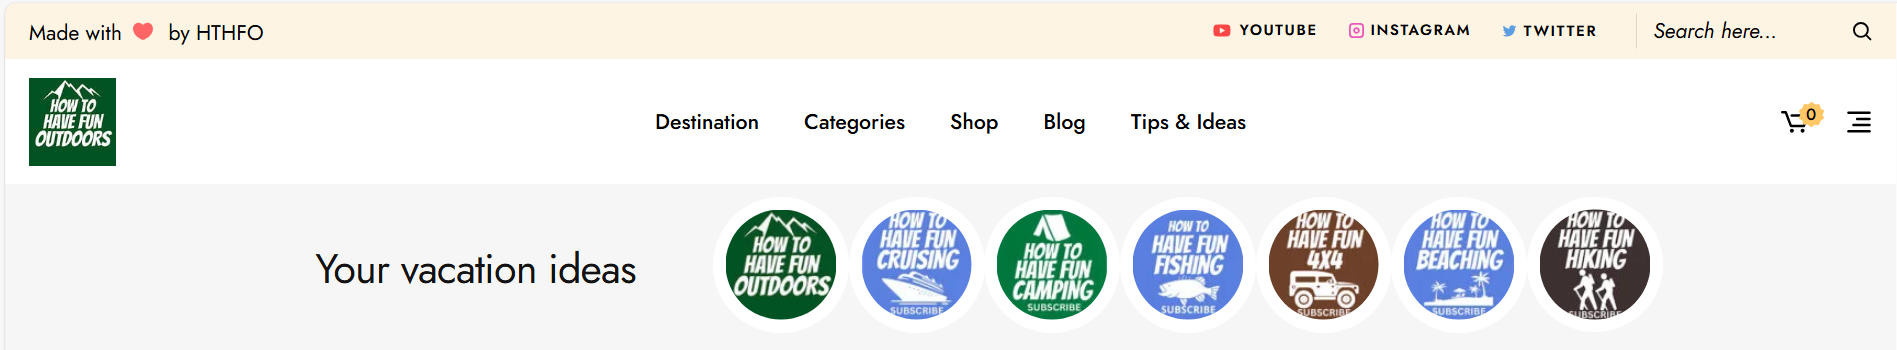 Made with by HTHFO
YOUTUBE
INSTAGRAM
TWITTER
Search here...
HOW TO
HAVE FUN
OUTDOORS
Destination
Categories
Shop
Blog
Tips & Ideas
0
Your vacation ideas
HOW TO
HAVE FUN
OUTDOORS
HOW TO
HAVE FUN
CRUISING
SUBSCRIBE
HOW TO
HAVE FUN
CAMPING
SUBSCRIBE
HOW TO
HAVE FUN
FISHING
SUBSCRIBE
HOW TO
HAVE FUN
4X4
SUBSCRIBE
HOW TO
HAVE FUN
BEACHING
SUBSCRIBE
HOW TO
HAVE FUN
HIKING
SUBSCRIBE